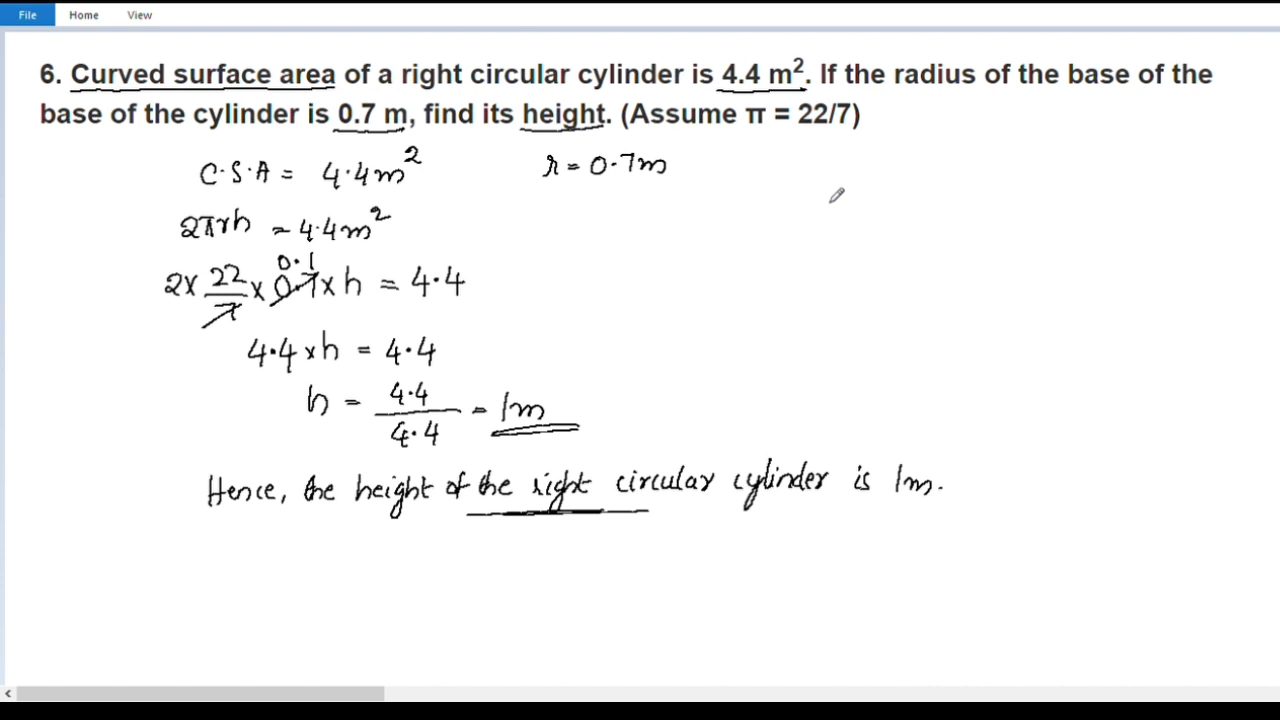 File Home View
6. Curved surface area of a right circular cylinder is 4.4 m². If the radius of the base of the
base of the cylinder is 0.7 m, find its height. (Assume π = 22/7)
C.S.A = 4.4m² r = 0.7m
2πrh = 4.4m²
2 × 22/7 × 0.7 × h = 4.4
0.1
4.4 × h = 4.4
h = 4.4/4.4 = 1m
Hence, the height of the right circular cylinder is 1m.